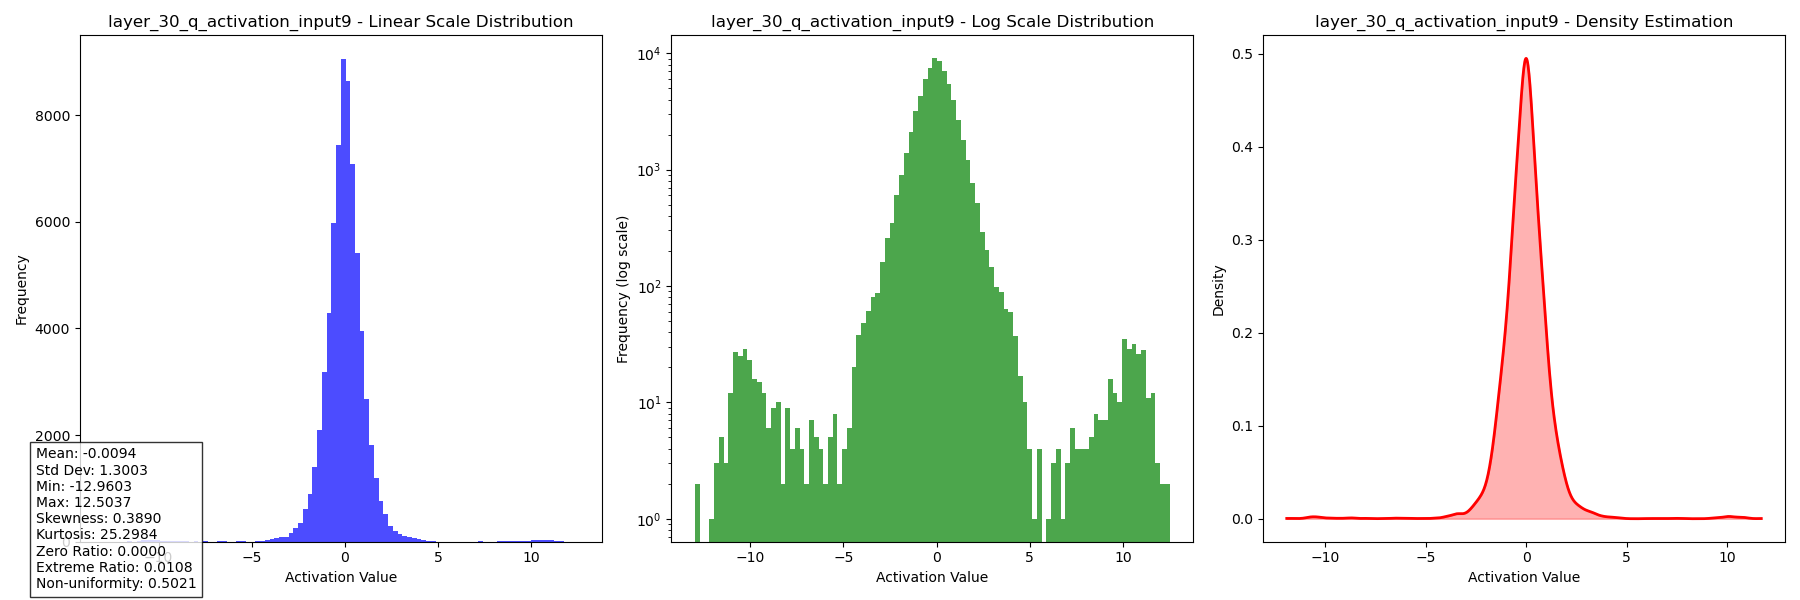 layer_30_q_activation_input9 - Linear Scale Distribution
Frequency
8000
6000
4000
2000
−5
0
5
10
Activation Value
Mean: -0.0094
Std Dev: 1.3003
Min: -12.9603
Max: 12.5037
Skewness: 0.3890
Kurtosis: 25.2984
Zero Ratio: 0.0000
Extreme Ratio: 0.0108
Non-uniformity: 0.5021
layer_30_q_activation_input9 - Log Scale Distribution
Frequency (log scale)
10⁴
10³
10²
10¹
10⁰
−10
−5
0
5
10
Activation Value
layer_30_q_activation_input9 - Density Estimation
Density
0.5
0.4
0.3
0.2
0.1
0.0
−10
−5
0
5
10
Activation Value